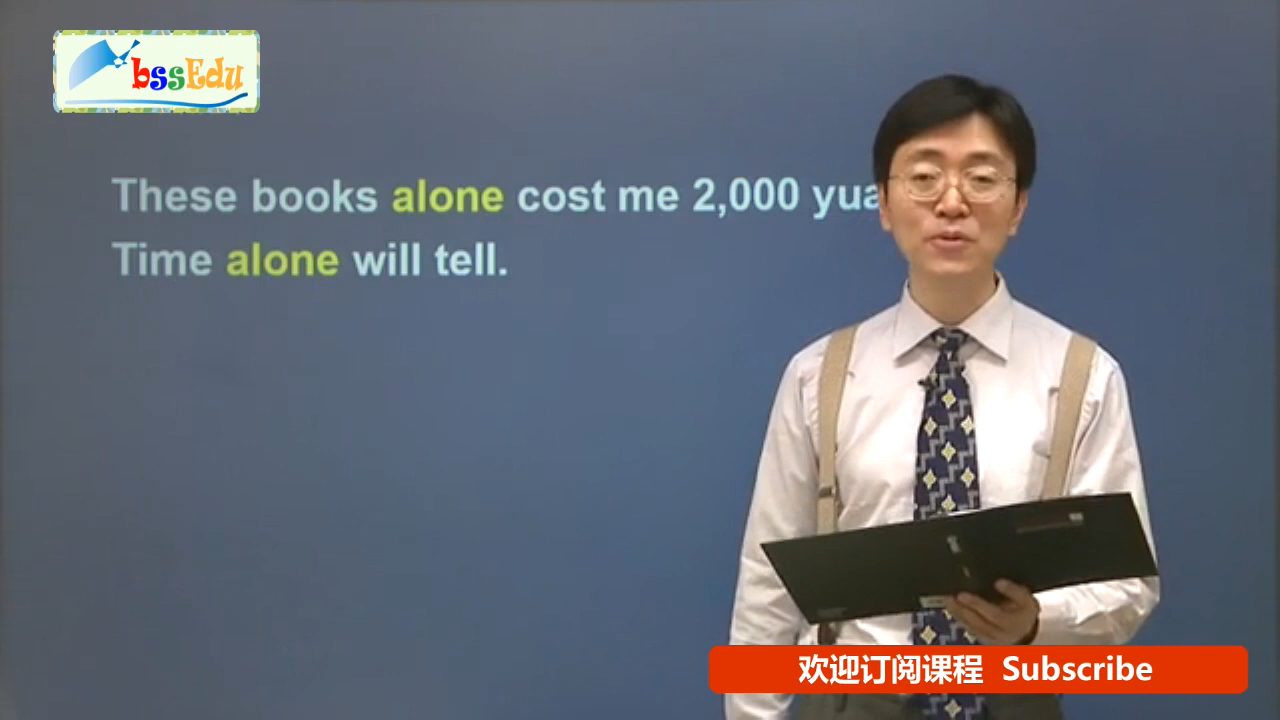 bssEdu
These books alone cost me 2,000 yua
Time alone will tell.
欢迎订阅课程 Subscribe